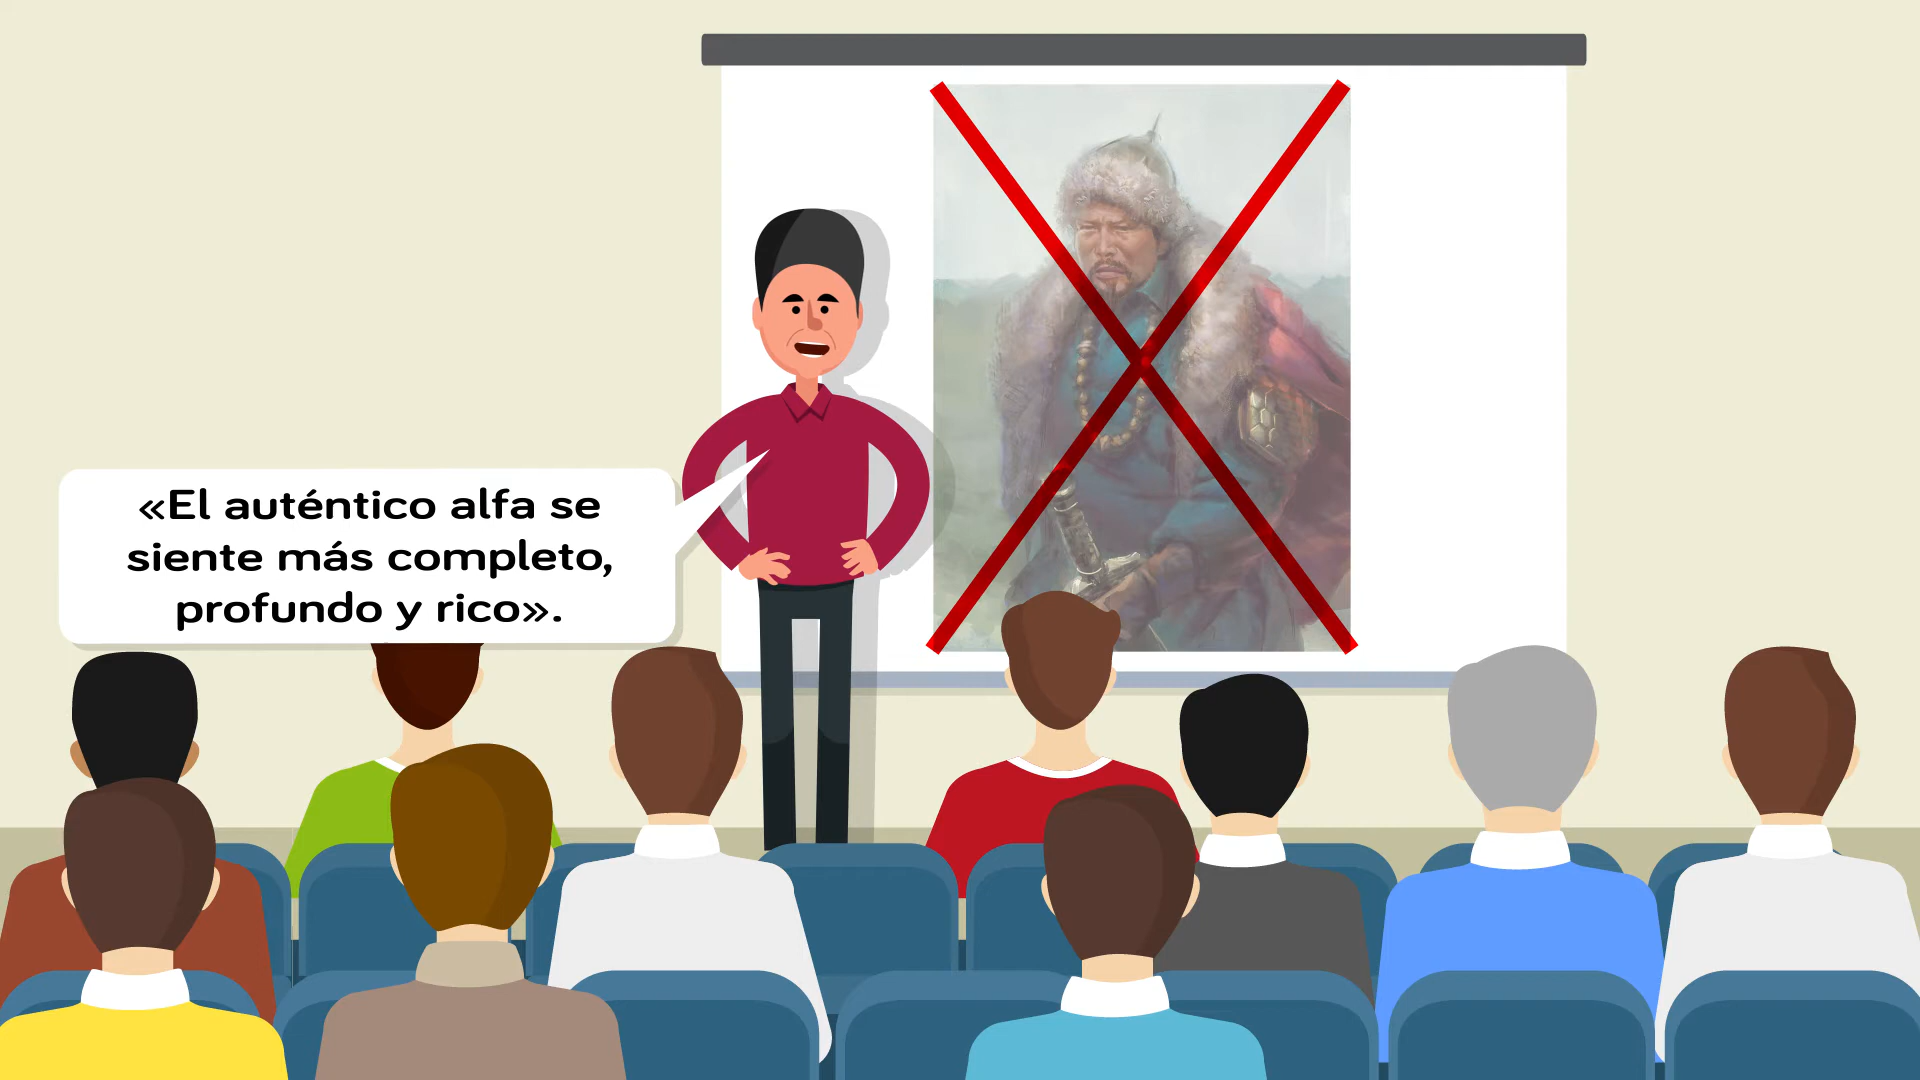 «El auténtico alfa se
siente más completo,
profundo y rico».